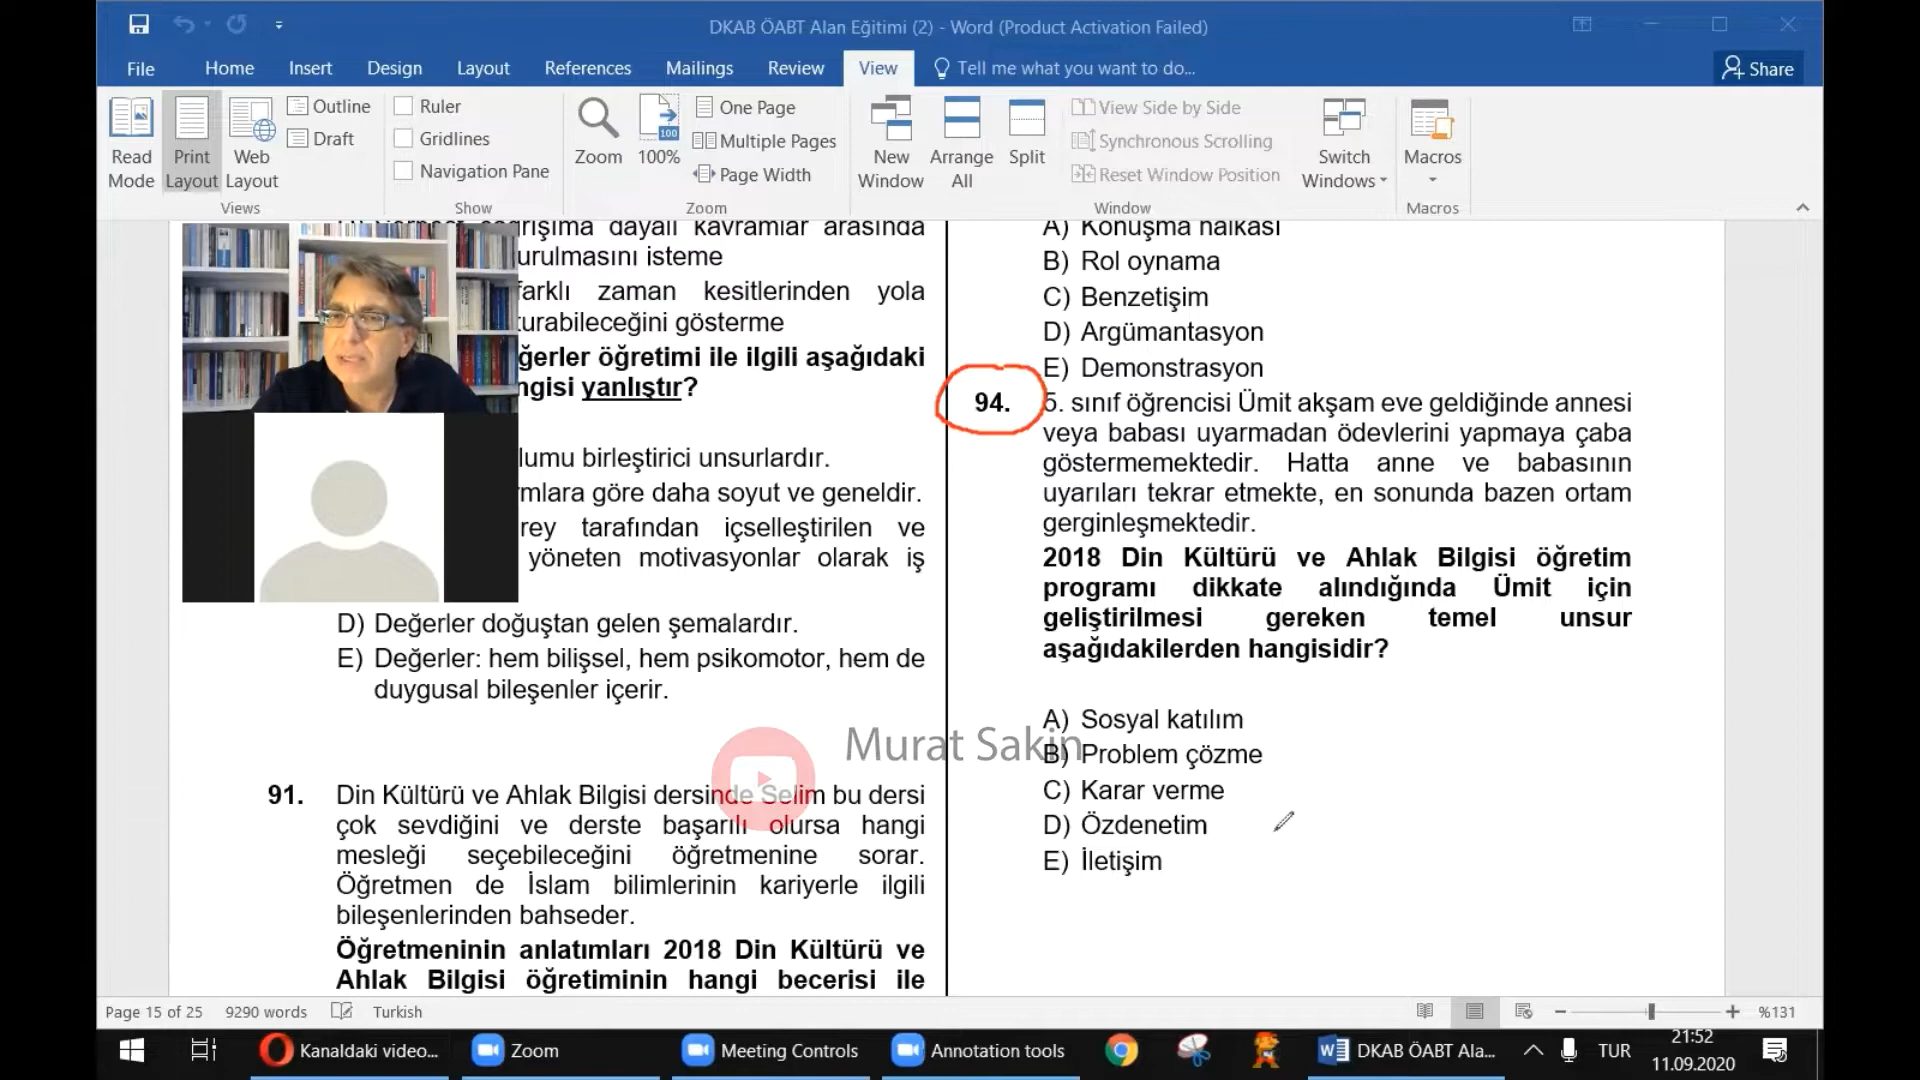 DKAB ÖABT Alan Eğitimi (2) - Word (Product Activation Failed)
File Home Insert Design Layout References Mailings Review View Tell me what you want to do... Share
Read Mode
Print Layout
Web Layout
Outline
Draft
Views
Ruler
Gridlines
Navigation Pane
Show
Zoom
100
100%
One Page
Multiple Pages
Page Width
Zoom
New Window
Arrange All
Split
View Side by Side
Synchronous Scrolling
Reset Window Position
Window
Switch Windows
Macros
Macros
dayalı kavramlar arasında
urulmasını isteme
farklı zaman kesitlerinden yola
turabileceğini gösterme
ğerler öğretimi ile ilgili aşağıdaki
ngisi yanlıştır?
lumu birleştirici unsurlardır.
rmlara göre daha soyut ve geneldir.
rey tarafından içselleştirilen ve
yöneten motivasyonlar olarak iş
D) Değerler doğuştan gelen şemalardır.
E) Değerler: hem bilişsel, hem psikomotor, hem de
duygusal bileşenler içerir.
91. Din Kültürü ve Ahlak Bilgisi dersinde Selim bu dersi
çok sevdiğini ve derste başarılı olursa hangi
mesleği seçebileceğini öğretmenine sorar.
Öğretmen de İslam bilimlerinin kariyerle ilgili
bileşenlerinden bahseder.
Öğretmeninin anlatımları 2018 Din Kültürü ve
Ahlak Bilgisi öğretiminin hangi becerisi ile
A) Konuşma halkası
B) Rol oynama
C) Benzetişim
D) Argümantasyon
E) Demonstrasyon
94. 5. sınıf öğrencisi Ümit akşam eve geldiğinde annesi
veya babası uyarmadan ödevlerini yapmaya çaba
göstermemektedir. Hatta anne ve babasının
uyarıları tekrar etmekte, en sonunda bazen ortam
gerginleşmektedir.
2018 Din Kültürü ve Ahlak Bilgisi öğretim
programı dikkate alındığında Ümit için
geliştirilmesi gereken temel unsur
aşağıdakilerden hangisidir?
A) Sosyal katılım
B) Problem çözme
C) Karar verme
D) Özdenetim
E) İletişim
Murat Sakin
Page 15 of 25 9290 words Turkish %131
Kanaldaki video... Zoom Meeting Controls Annotation tools DKAB ÖABT Ala... TUR 21:52
11.09.2020